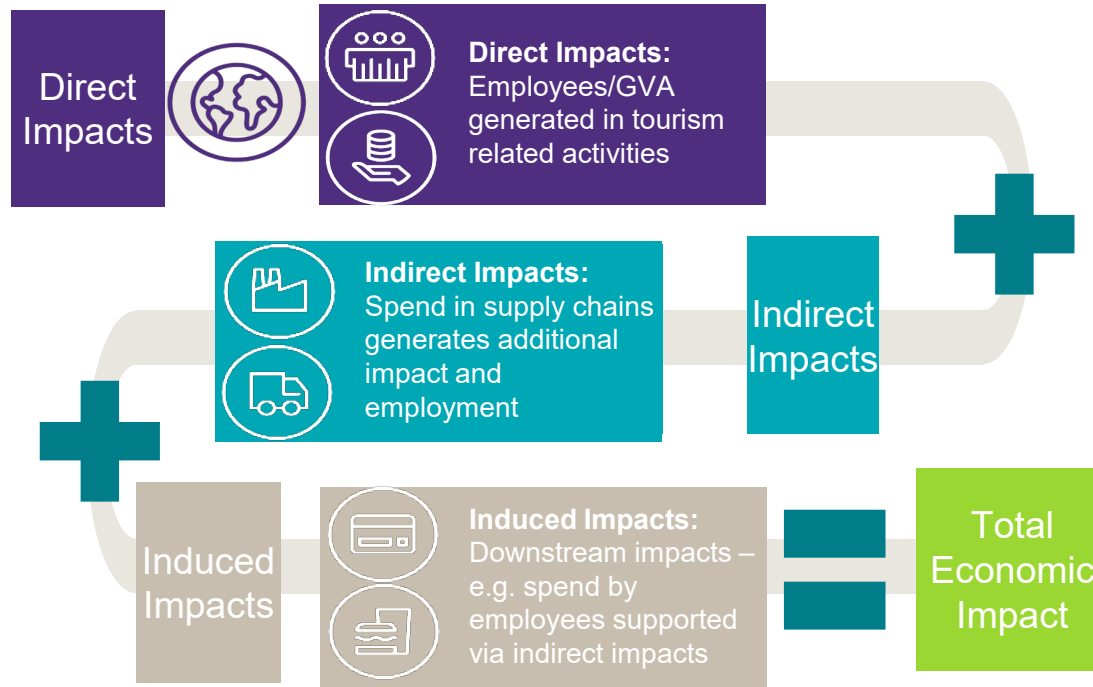 Direct
Impacts
Direct Impacts:
Employees/GVA
generated in tourism
related activities
Indirect Impacts:
Spend in supply chains
generates additional
impact and
employment
Indirect
Impacts
Induced
Impacts
Induced Impacts:
Downstream impacts –
e.g. spend by
employees supported
via indirect impacts
Total
Economic
Impact